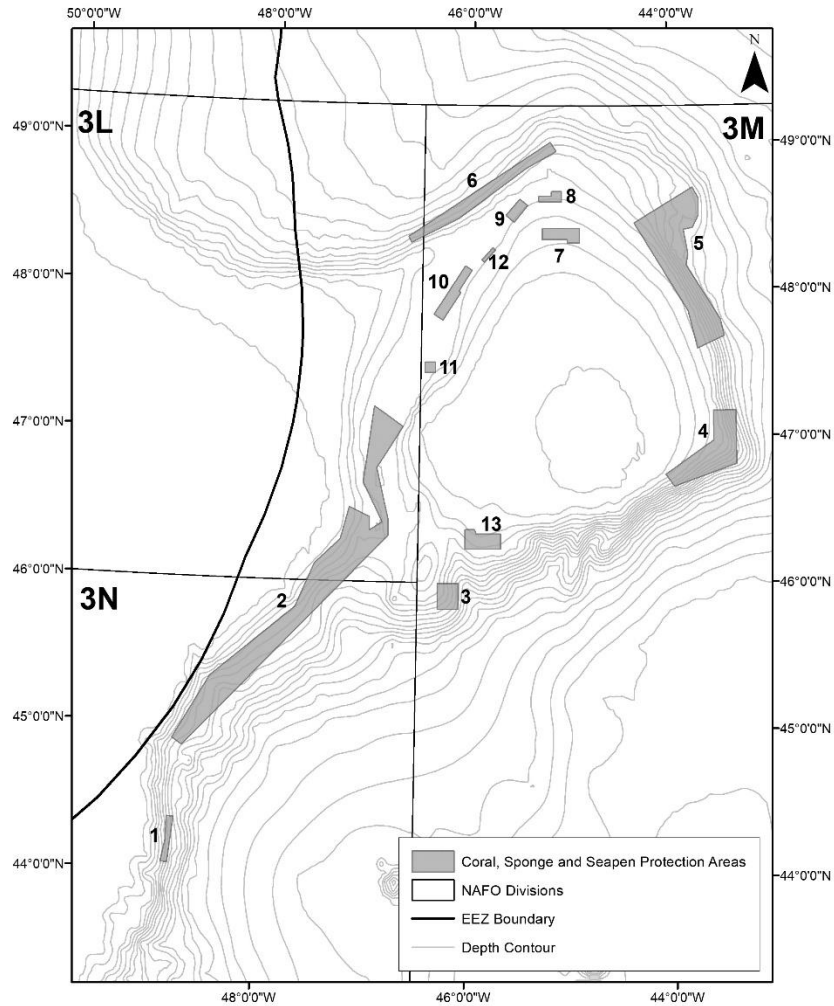 50°0'0"W 48°0'0"W 46°0'0"W 44°0'0"W
N
49°0'0"N
3L
3M
49°0'0"N
6
8
9
5
12
7
48°0'0"N
48°0'0"N
10
11
47°0'0"N
4
47°0'0"N
13
46°0'0"N
46°0'0"N
3N
2
3
45°0'0"N
45°0'0"N
1
44°0'0"N
44°0'0"N
Coral, Sponge and Seapen Protection Areas
NAFO Divisions
EEZ Boundary
Depth Contour
48°0'0"W 46°0'0"W 44°0'0"W